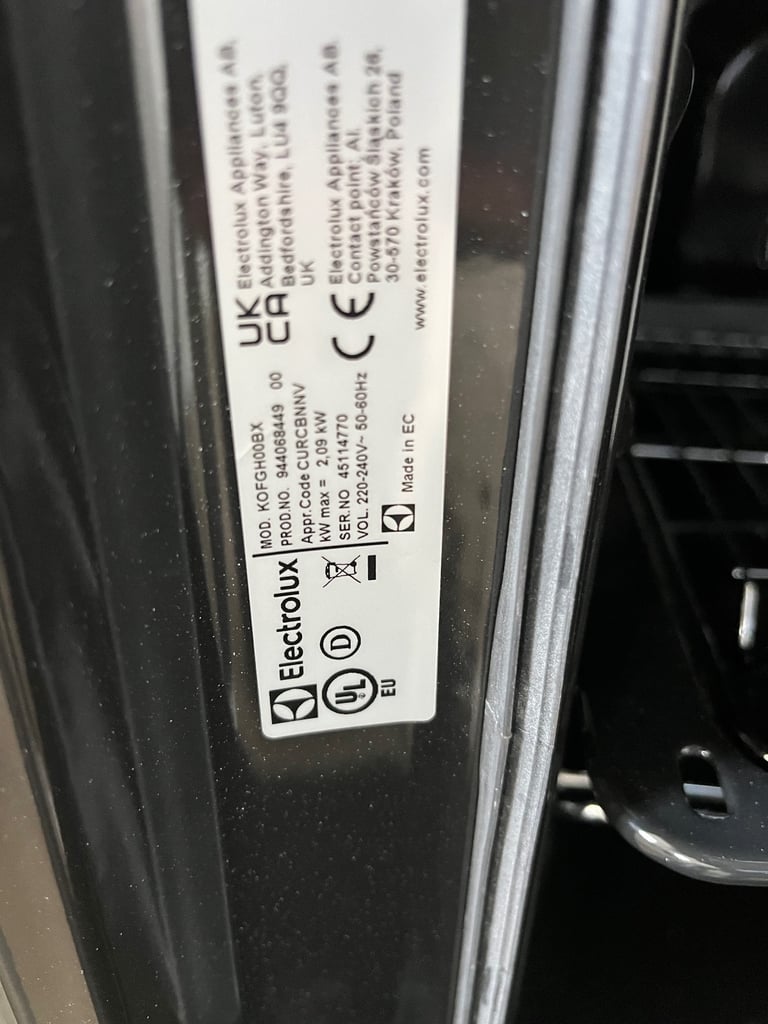 Electrolux
UL
EU
D
MOD. KOFGH00BX
PROD.NO. 944068449 00
Appr.Code CURCBNNV
kW max = 2,09 kW
SER.NO 45114770
VOL. 220-240V~ 50-60Hz
Made in EC
UK
CA
Electrolux Appliances AB,
Addington Way, Luton,
Bedfordshire, LU4 9QQ,
UK
CE
Electrolux Appliances AB.
Contact point: Al.
Powstańców Śląskich 26,
30-570 Kraków, Poland
www.electrolux.com